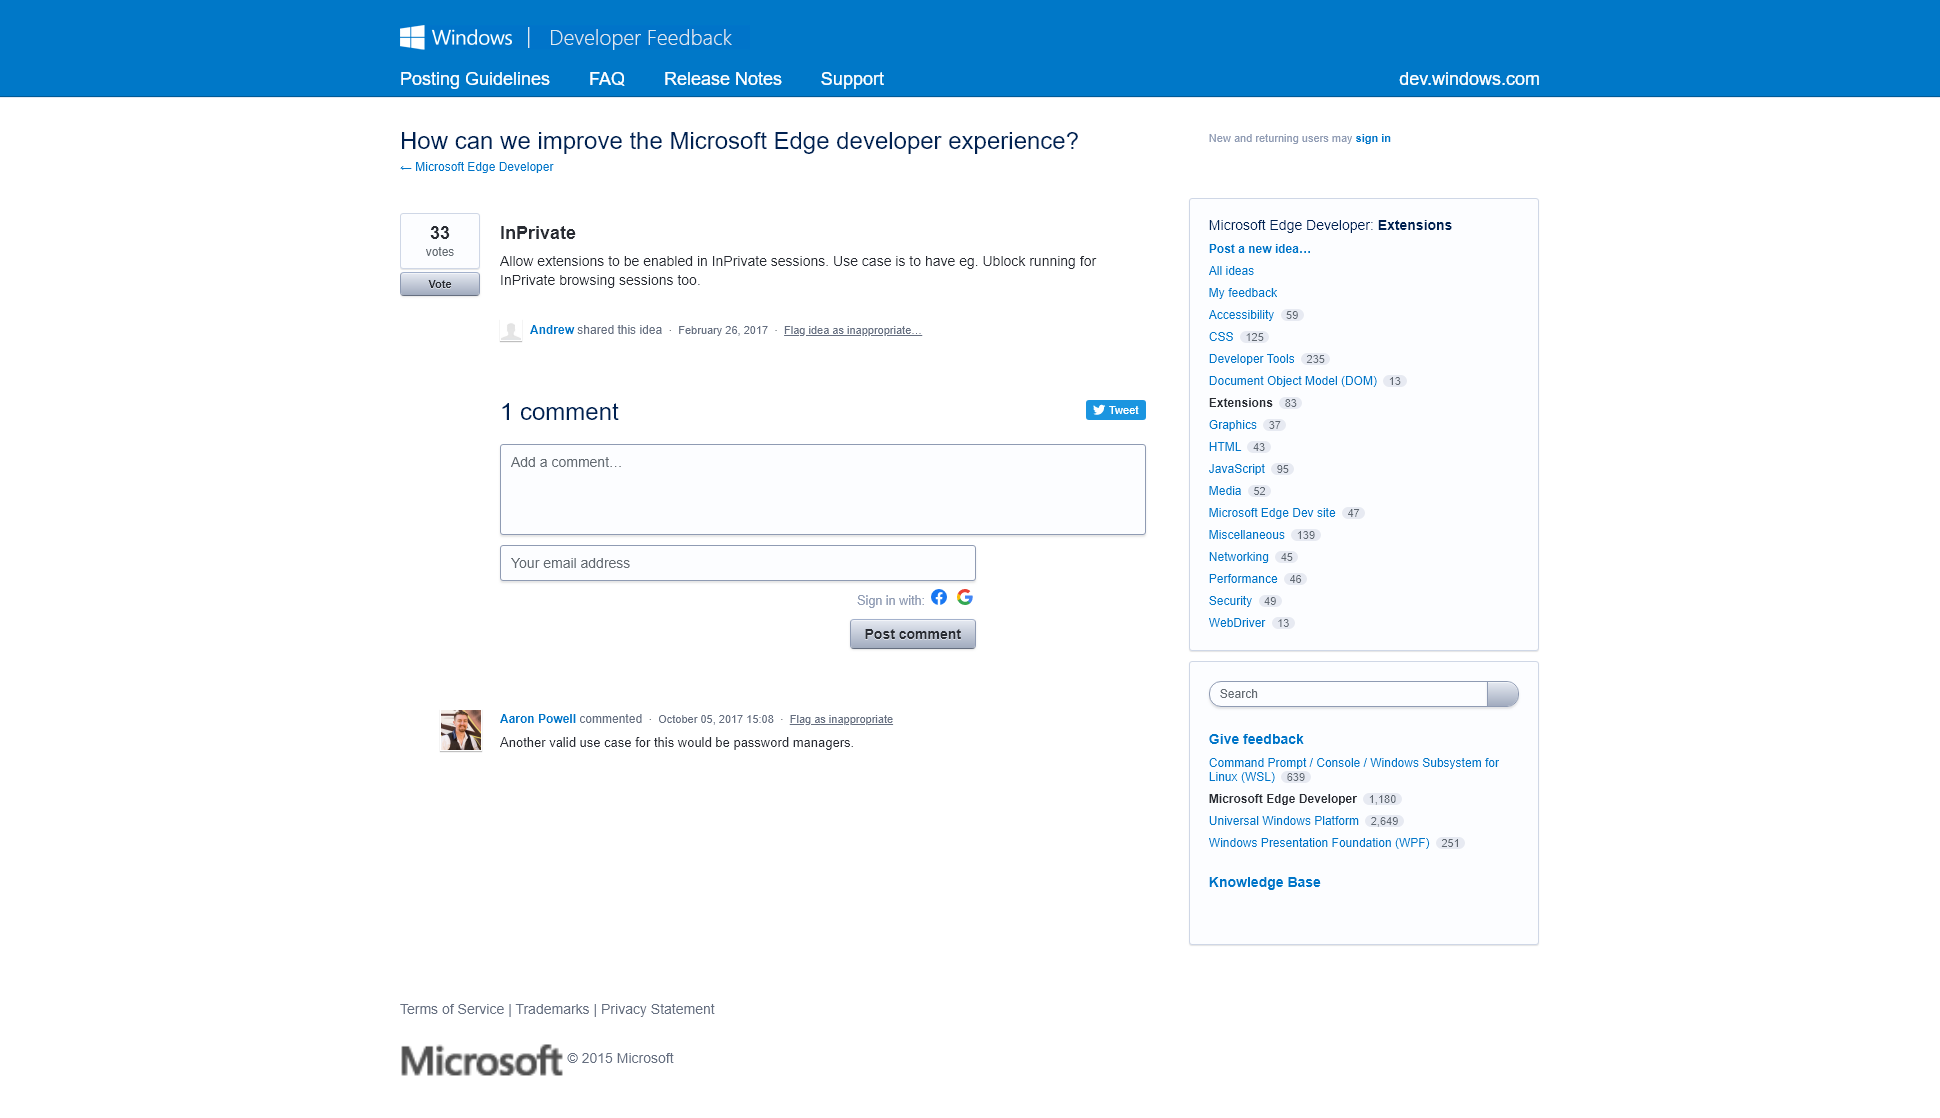 Windows | Developer Feedback
Posting Guidelines FAQ Release Notes Support dev.windows.com
How can we improve the Microsoft Edge developer experience?
← Microsoft Edge Developer
New and returning users may sign in
33
votes
Vote
InPrivate
Allow extensions to be enabled in InPrivate sessions. Use case is to have eg. Ublock running for
InPrivate browsing sessions too.
Andrew shared this idea · February 26, 2017 · Flag idea as inappropriate…
1 comment
Tweet
Add a comment…
Your email address
Sign in with:
Post comment
Aaron Powell commented · October 05, 2017 15:08 · Flag as inappropriate
Another valid use case for this would be password managers.
Microsoft Edge Developer: Extensions
Post a new idea…
All ideas
My feedback
Accessibility 59
CSS 125
Developer Tools 235
Document Object Model (DOM) 13
Extensions 83
Graphics 37
HTML 43
JavaScript 95
Media 52
Microsoft Edge Dev site 47
Miscellaneous 139
Networking 45
Performance 46
Security 49
WebDriver 13
Search
Give feedback
Command Prompt / Console / Windows Subsystem for
Linux (WSL) 639
Microsoft Edge Developer 1,180
Universal Windows Platform 2,649
Windows Presentation Foundation (WPF) 251
Knowledge Base
Terms of Service | Trademarks | Privacy Statement
Microsoft © 2015 Microsoft